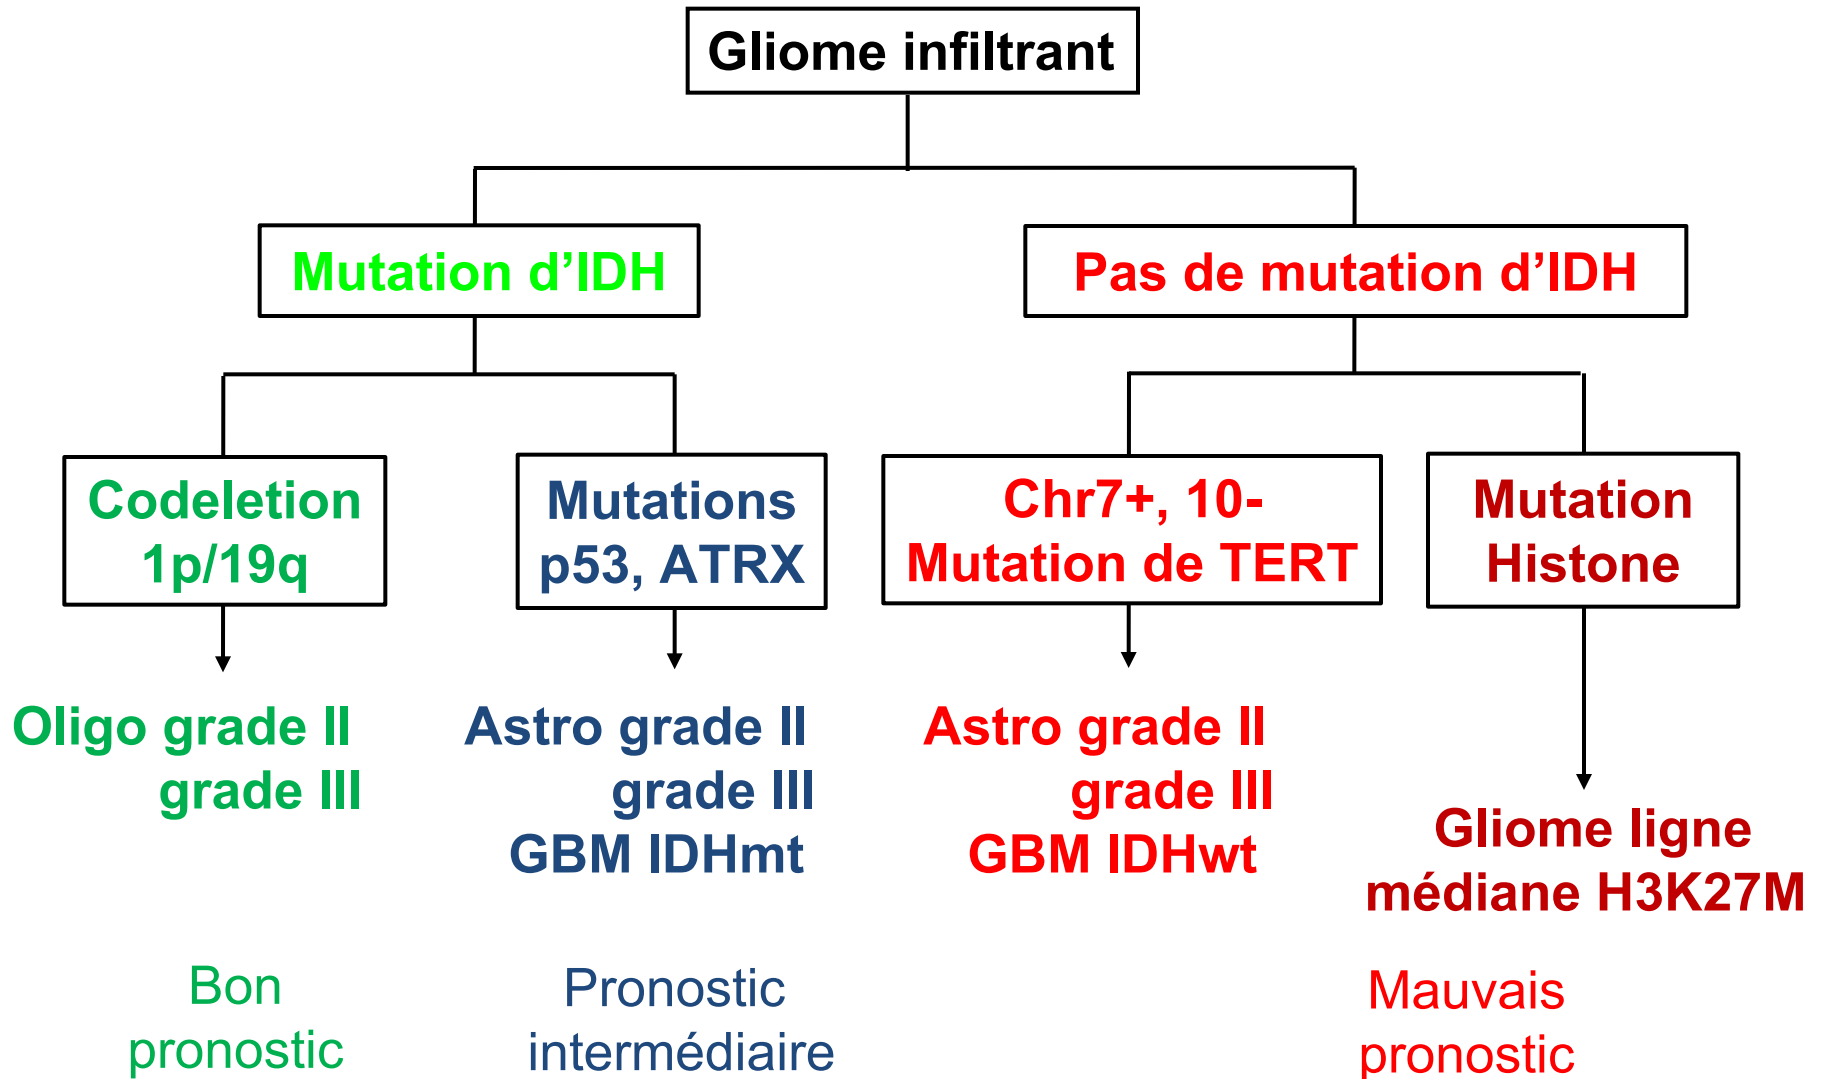 Gliome infiltrant
Mutation d’IDH
Pas de mutation d’IDH
Codeletion
1p/19q
Mutations
p53, ATRX
Chr7+, 10-
Mutation de TERT
Mutation
Histone
Oligo grade II
grade III
Astro grade II
grade III
GBM IDHmt
Astro grade II
grade III
GBM IDHwt
Gliome ligne
médiane H3K27M
Bon
pronostic
Pronostic
intermédiaire
Mauvais
pronostic